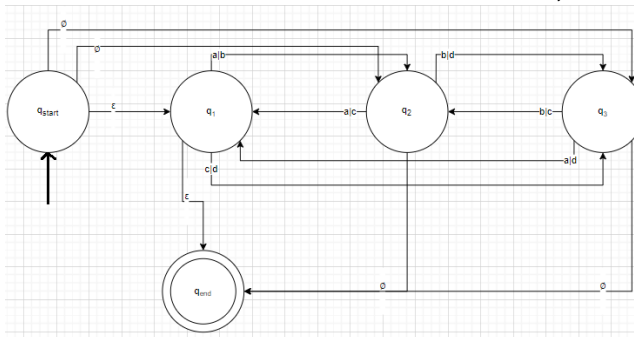 Ø
Ø
a|b
b|d
q_start
ε
q_1
a|c
q_2
b|c
q_3
a|d
c|d
ε
q_end
Ø
Ø